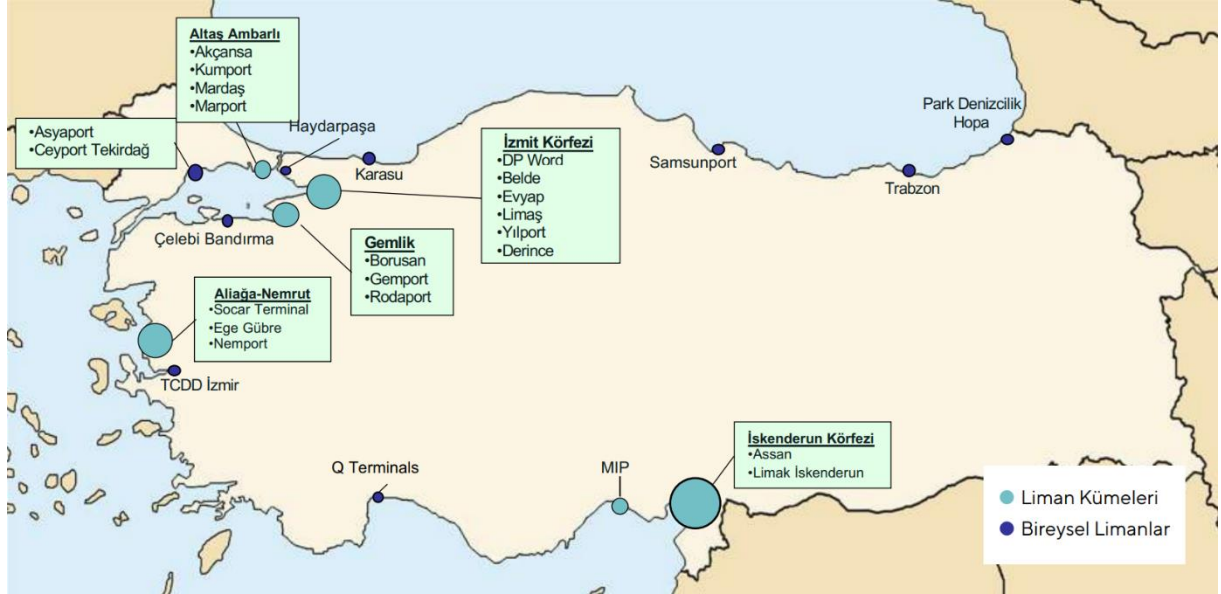 Altaş Ambarlı
•Akçansa
•Kumport
•Mardaş
•Marport
•Asyaport
•Ceyport Tekirdağ
Haydarpaşa
Karasu
İzmit Körfezi
•DP Word
•Belde
•Evyap
•Limaş
•Yılport
•Derince
Samsunport
Trabzon
Park Denizcilik
Hopa
Çelebi Bandırma
Gemlik
•Borusan
•Gemport
•Rodaport
Aliağa-Nemrut
•Socar Terminal
•Ege Gübre
•Nemport
TCDD İzmir
Q Terminals
MIP
İskenderun Körfezi
•Assan
•Limak İskenderun
Liman Kümeleri
Bireysel Limanlar